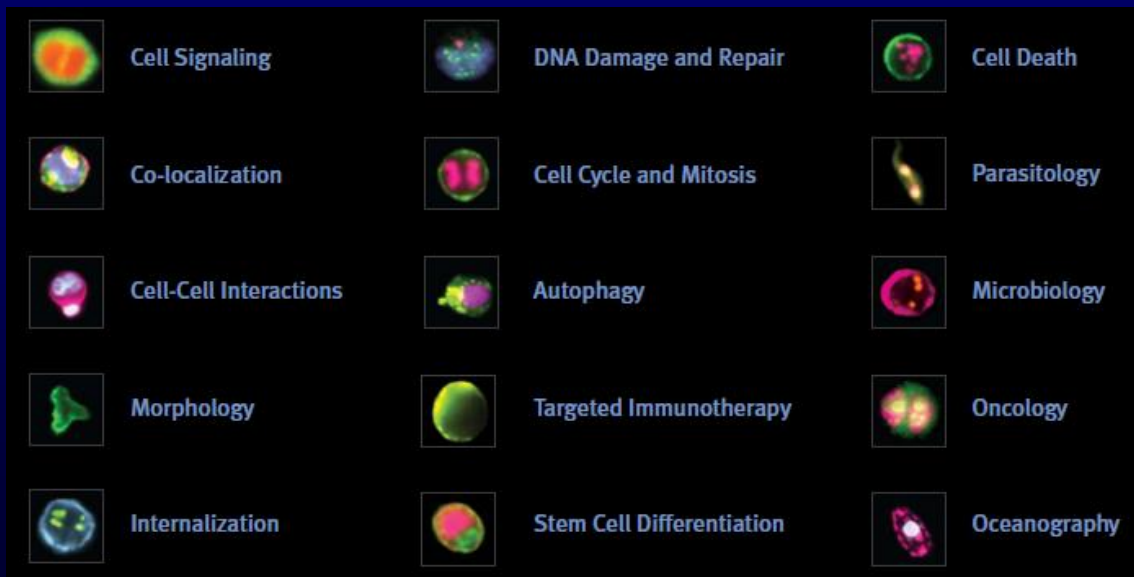 Cell Signaling
DNA Damage and Repair
Cell Death
Co-localization
Cell Cycle and Mitosis
Parasitology
Cell-Cell Interactions
Autophagy
Microbiology
Morphology
Targeted Immunotherapy
Oncology
Internalization
Stem Cell Differentiation
Oceanography